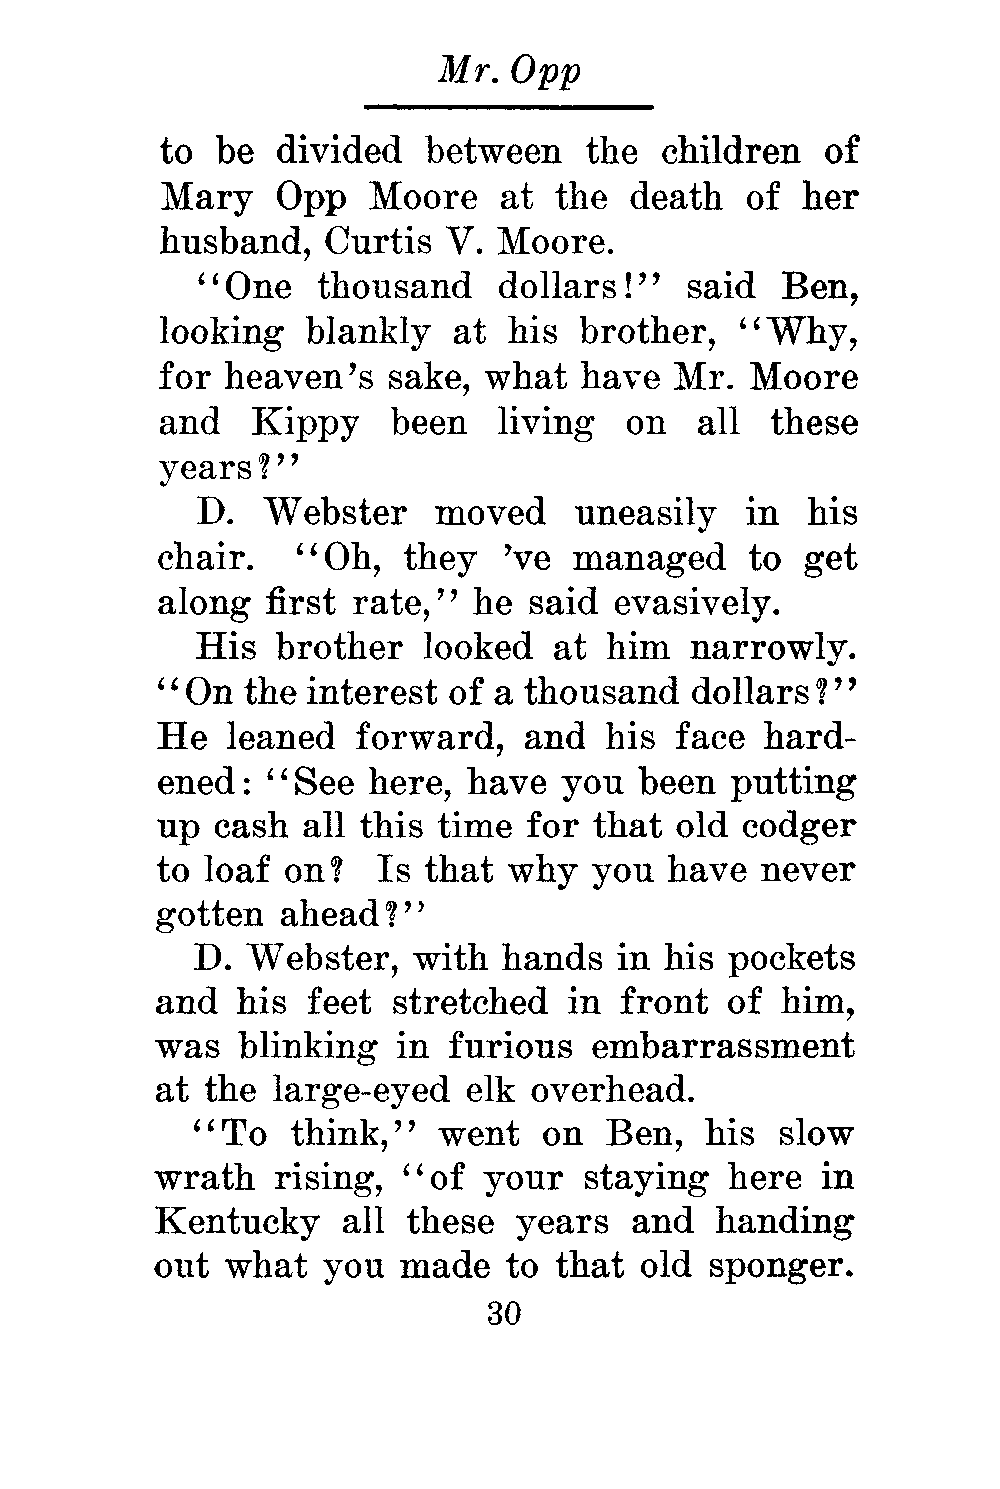 Mr. Opp
to be divided between the children of
Mary Opp Moore at the death of her
husband, Curtis V. Moore.
"One thousand dollars!" said Ben,
looking blankly at his brother, "Why,
for heaven's sake, what have Mr. Moore
and Kippy been living on all these
years?"
D. Webster moved uneasily in his
chair. "Oh, they 've managed to get
along first rate," he said evasively.
His brother looked at him narrowly.
"On the interest of a thousand dollars?"
He leaned forward, and his face hard-
ened: "See here, have you been putting
up cash all this time for that old codger
to loaf on? Is that why you have never
gotten ahead?"
D. Webster, with hands in his pockets
and his feet stretched in front of him,
was blinking in furious embarrassment
at the large-eyed elk overhead.
"To think," went on Ben, his slow
wrath rising, "of your staying here in
Kentucky all these years and handing
out what you made to that old sponger.
30